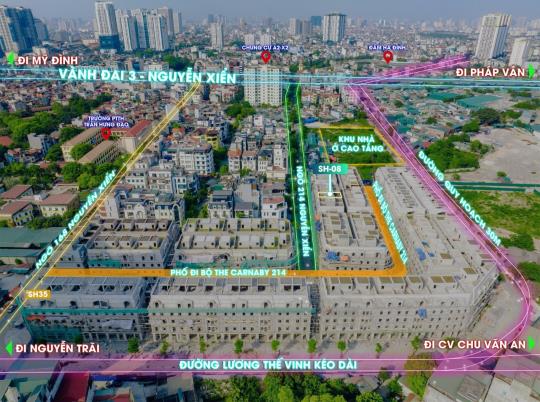 ĐI MỸ ĐÌNH
CHUNG CƯ A2-X2
ĐẦM HẠ ĐÌNH
VÀNH ĐAI 3 - NGUYỄN XIỂN
ĐI PHÁP VÂN
TRƯỜNG PTTH
TRẦN HƯNG ĐẠO
KHU NHÀ
Ở CAO TẦNG
SH-08
NGÕ 168 NGUYỄN XIỂN
NGÕ 214 NGUYỄN XIỂN
ĐƯỜNG QUY HOẠCH 30M
PHỐ ĐI BỘ THE CARNABY 214
SH35
ĐI NGUYỄN TRÃI
ĐI CV CHU VĂN AN
ĐƯỜNG LƯƠNG THẾ VINH KÉO DÀI